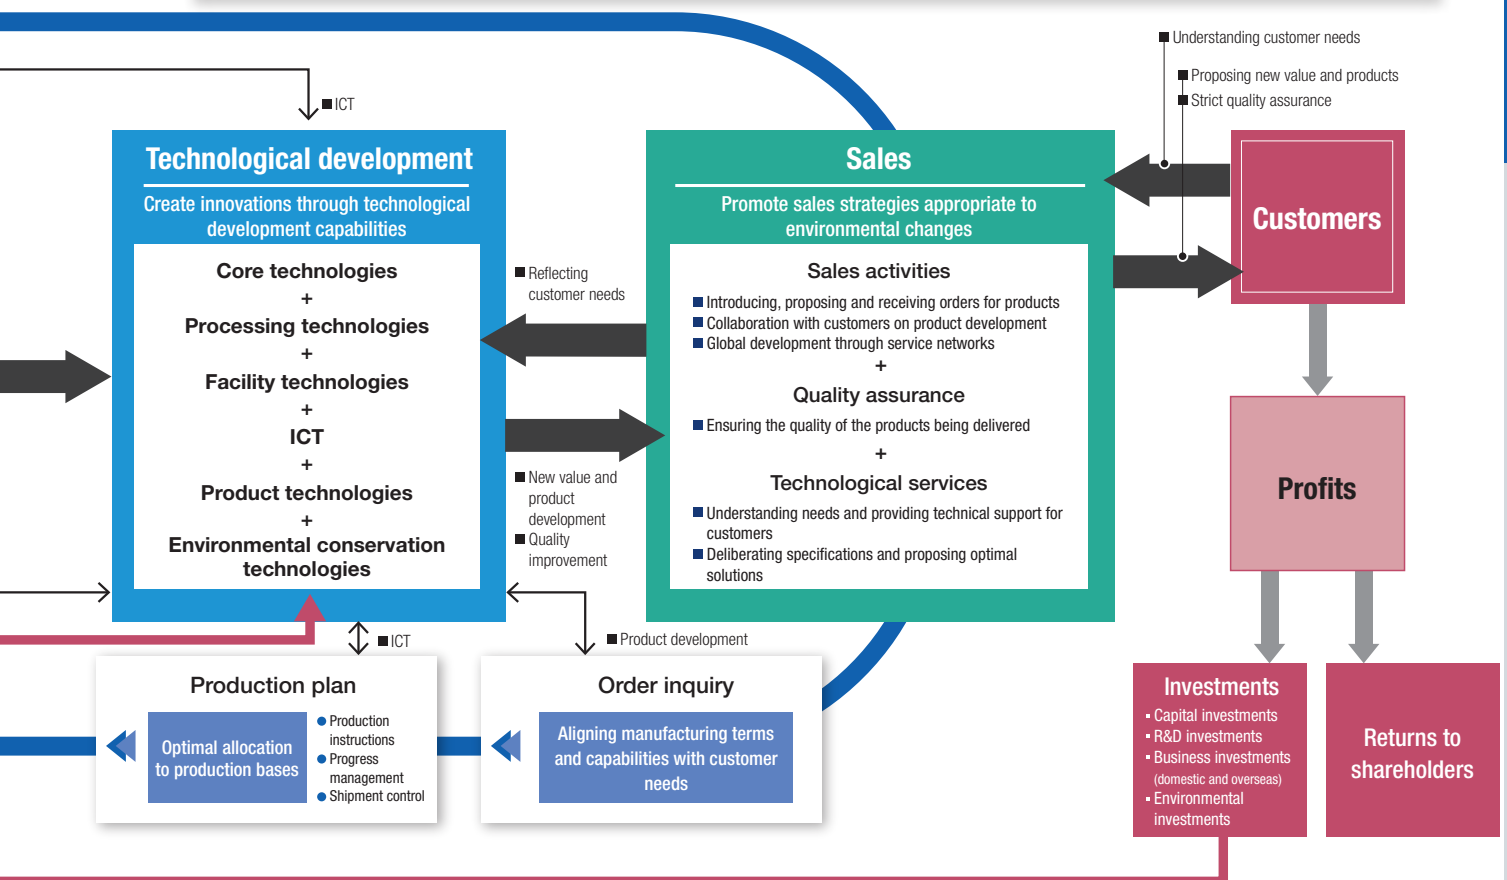 Understanding customer needs
Proposing new value and products
Strict quality assurance
ICT
Technological development
Create innovations through technological
development capabilities
Core technologies
+
Processing technologies
+
Facility technologies
+
ICT
+
Product technologies
+
Environmental conservation
technologies
Reflecting
customer needs
New value and
product
development
Quality
improvement
Sales
Promote sales strategies appropriate to
environmental changes
Sales activities
Introducing, proposing and receiving orders for products
Collaboration with customers on product development
Global development through service networks
+
Quality assurance
Ensuring the quality of the products being delivered
+
Technological services
Understanding needs and providing technical support for
customers
Deliberating specifications and proposing optimal
solutions
Customers
Profits
ICT
Product development
Production plan
Optimal allocation
to production bases
Production
instructions
Progress
management
Shipment control
Order inquiry
Aligning manufacturing terms
and capabilities with customer
needs
Investments
Capital investments
R&D investments
Business investments
(domestic and overseas)
Environmental
investments
Returns to
shareholders